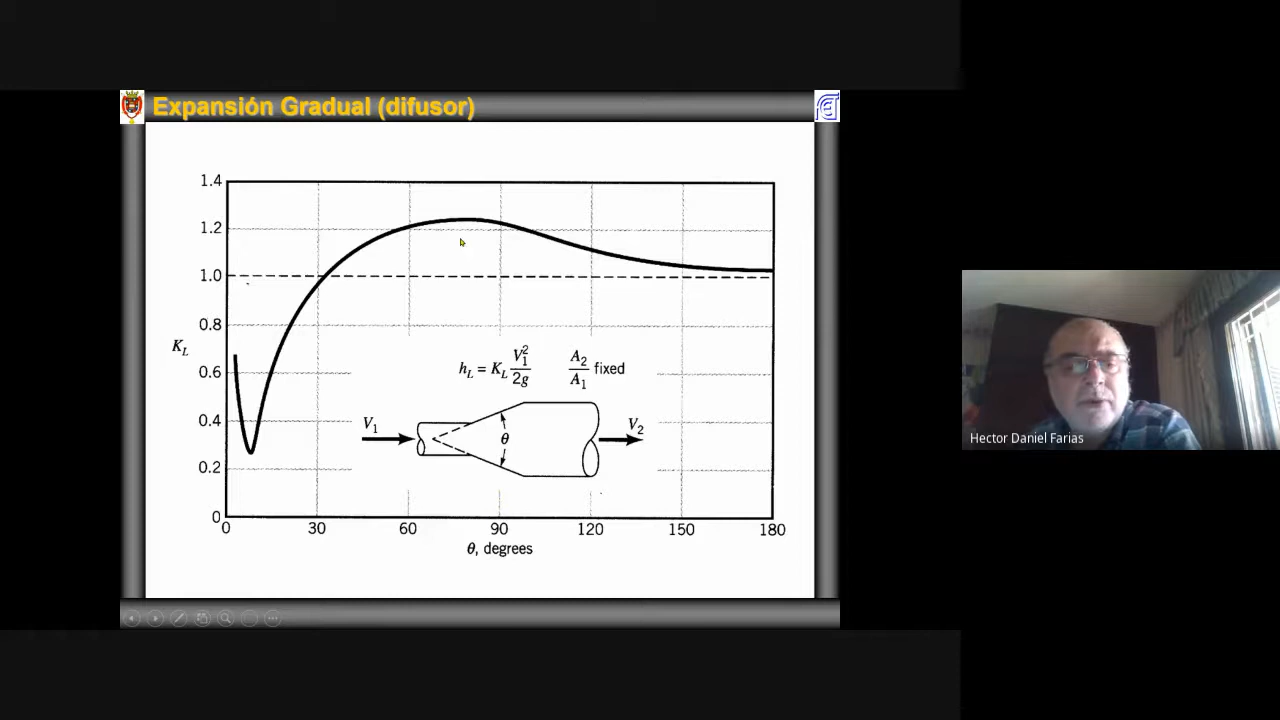 Expansión Gradual (difusor)
1.4
1.2
1.0
0.8
K_L
0.6
0.4
0.2
0
h_L = K_L V_1^2 / 2g
A_2 / A_1 fixed
V_1
θ
V_2
0 30 60 90 120 150 180
θ, degrees
Hector Daniel Farias